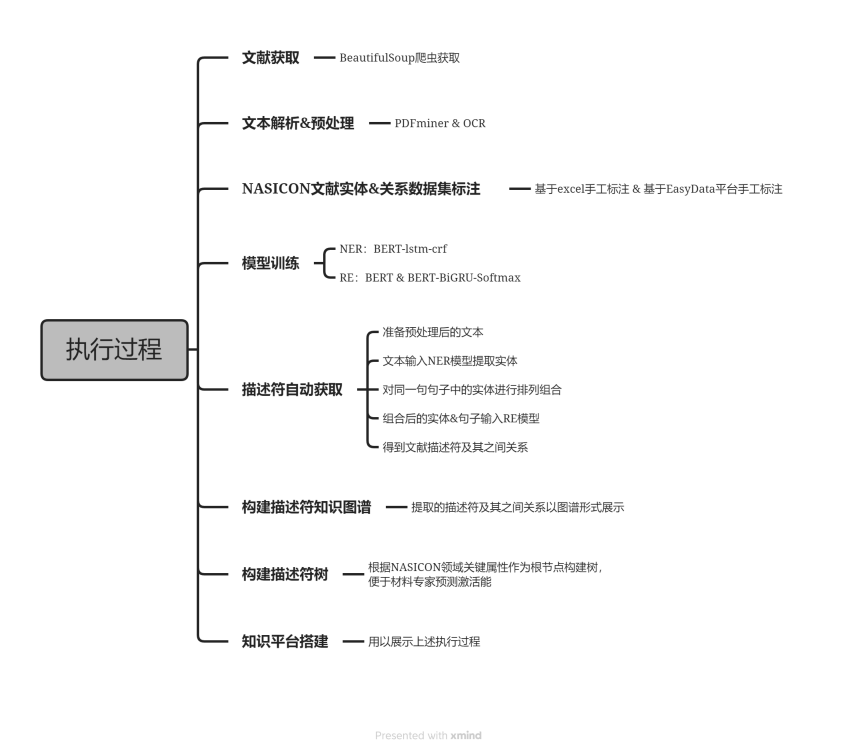 执行过程
文献获取
BeautifulSoup爬虫获取
文本解析&预处理
PDFminer & OCR
NASICON文献实体&关系数据集标注
基于excel手工标注 & 基于EasyData平台手工标注
模型训练
NER：BERT-lstm-crf
RE：BERT & BERT-BiGRU-Softmax
描述符自动获取
准备预处理后的文本
文本输入NER模型提取实体
对同一句句子中的实体进行排列组合
组合后的实体&句子输入RE模型
得到文献描述符及其之间关系
构建描述符知识图谱
提取的描述符及其之间关系以图谱形式展示
构建描述符树
根据NASICON领域关键属性作为根节点构建树，
便于材料专家预测激活能
知识平台搭建
用以展示上述执行过程
Presented with xmind